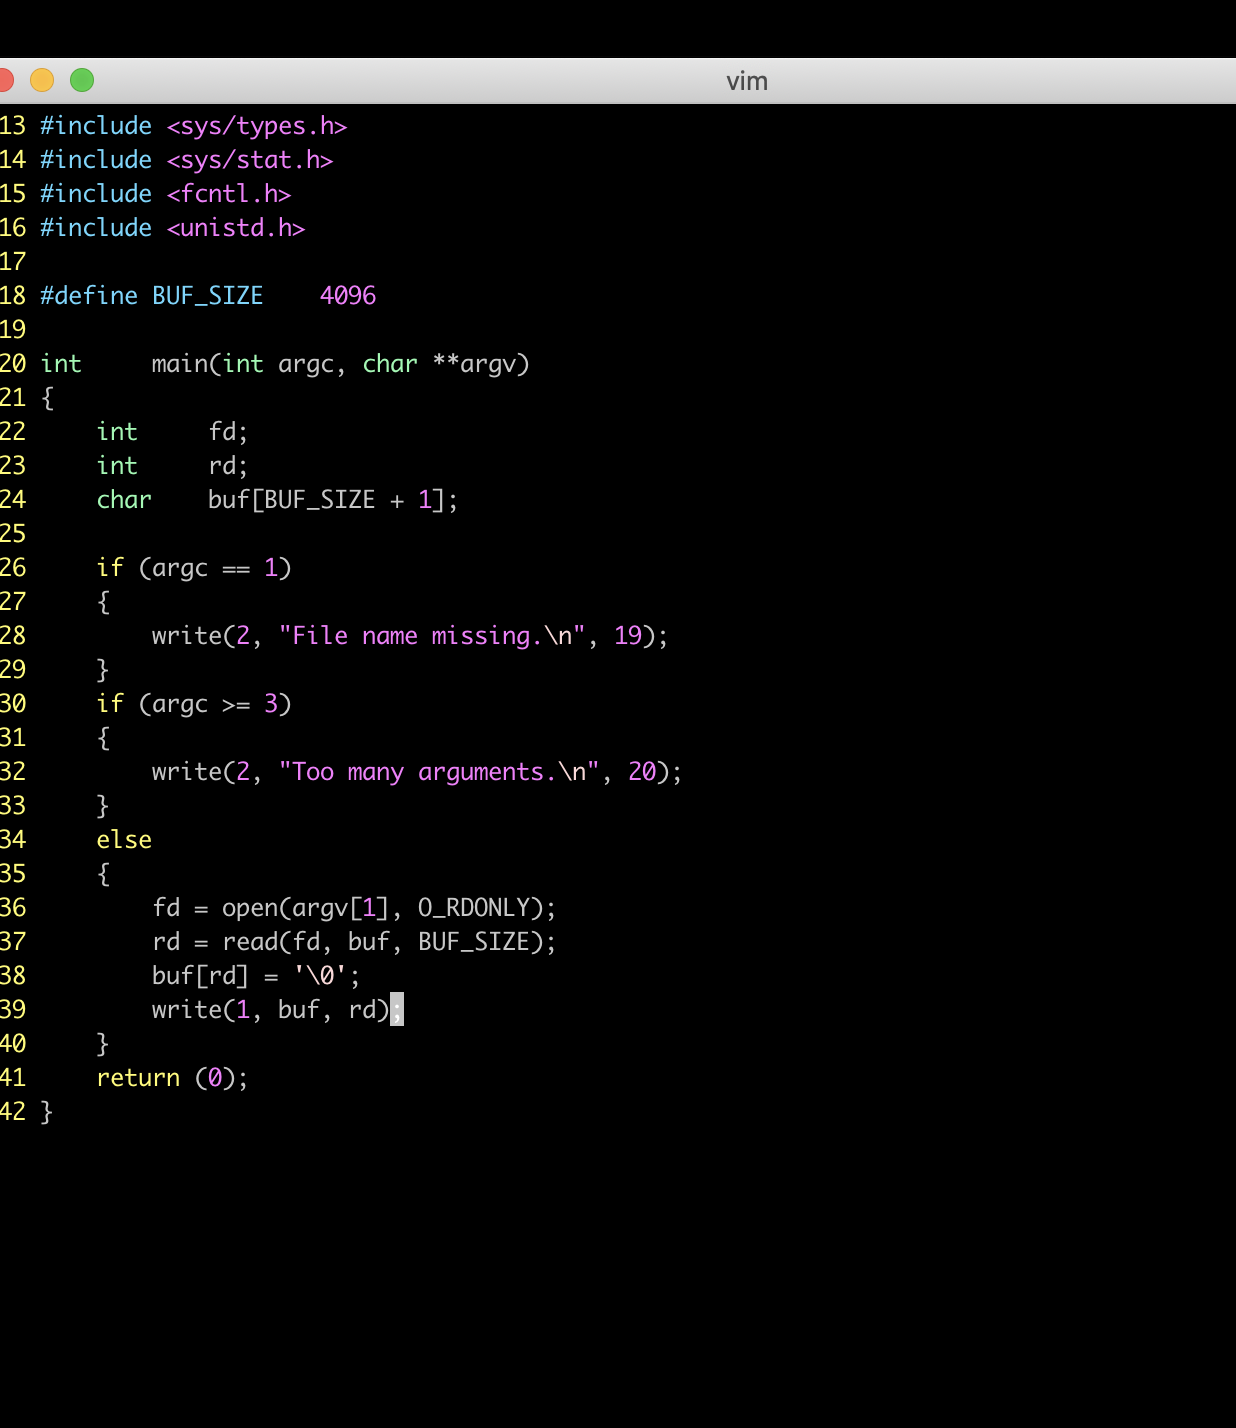 vim
13 #include <sys/types.h>
14 #include <sys/stat.h>
15 #include <fcntl.h>
16 #include <unistd.h>
17
18 #define BUF_SIZE    4096
19
20 int     main(int argc, char **argv)
21 {
22     int     fd;
23     int     rd;
24     char    buf[BUF_SIZE + 1];
25
26     if (argc == 1)
27     {
28         write(2, "File name missing.\n", 19);
29     }
30     if (argc >= 3)
31     {
32         write(2, "Too many arguments.\n", 20);
33     }
34     else
35     {
36         fd = open(argv[1], O_RDONLY);
37         rd = read(fd, buf, BUF_SIZE);
38         buf[rd] = '\0';
39         write(1, buf, rd);
40     }
41     return (0);
42 }